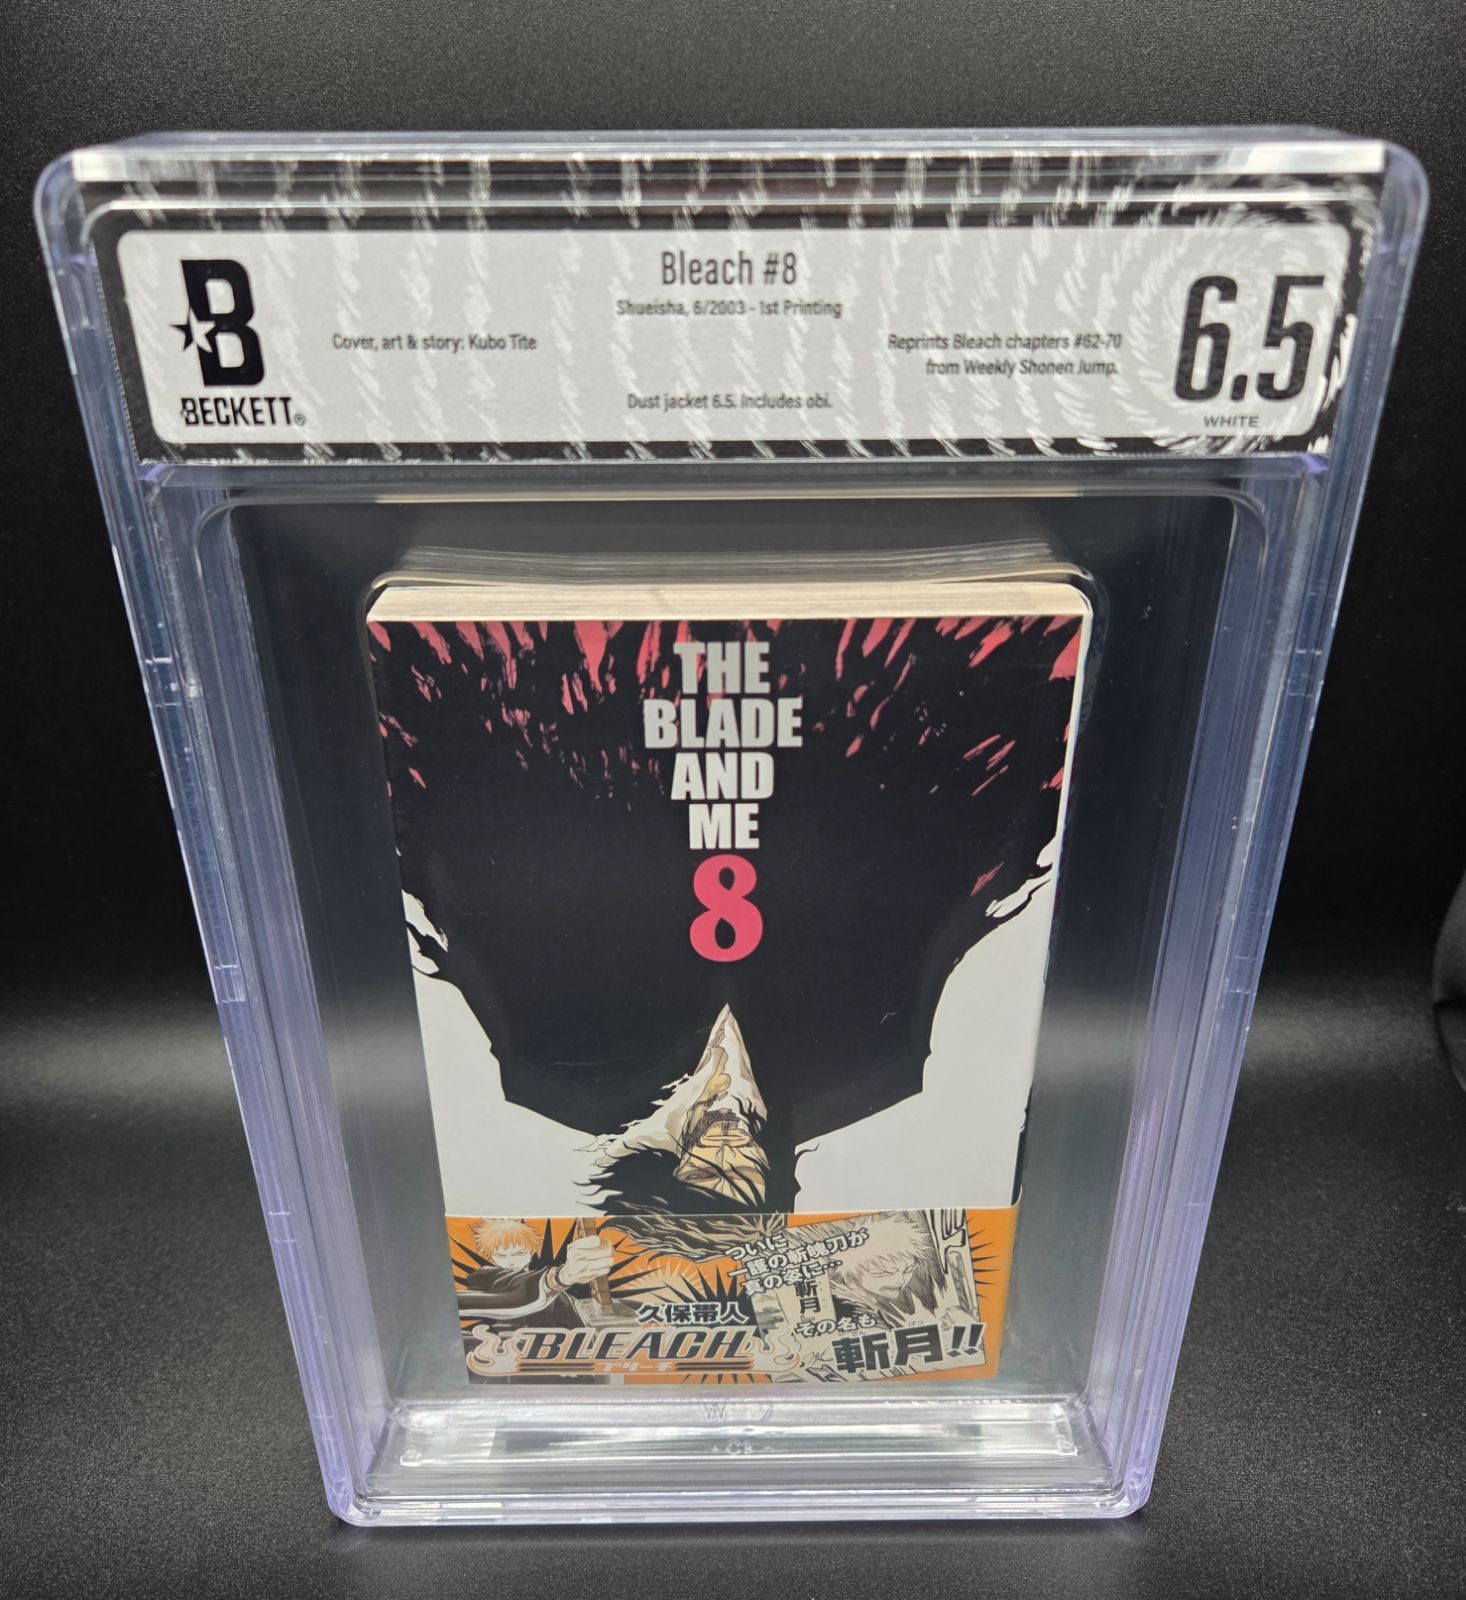 Bleach #8
Shueisha, 6/2003 - 1st Printing
Cover, art & story: Kubo Tite
Reprints Bleach chapters #62-70
from Weekly Shonen Jump.
Dust jacket 6.5. Includes obi.
B
BECKETT®
6.5
WHITE
THE
BLADE
AND
ME
8
ついに
一護の斬魄刀が
真の姿に…
斬月
その名も
斬月!!
久保帯人
BLEACH
ブリーチ